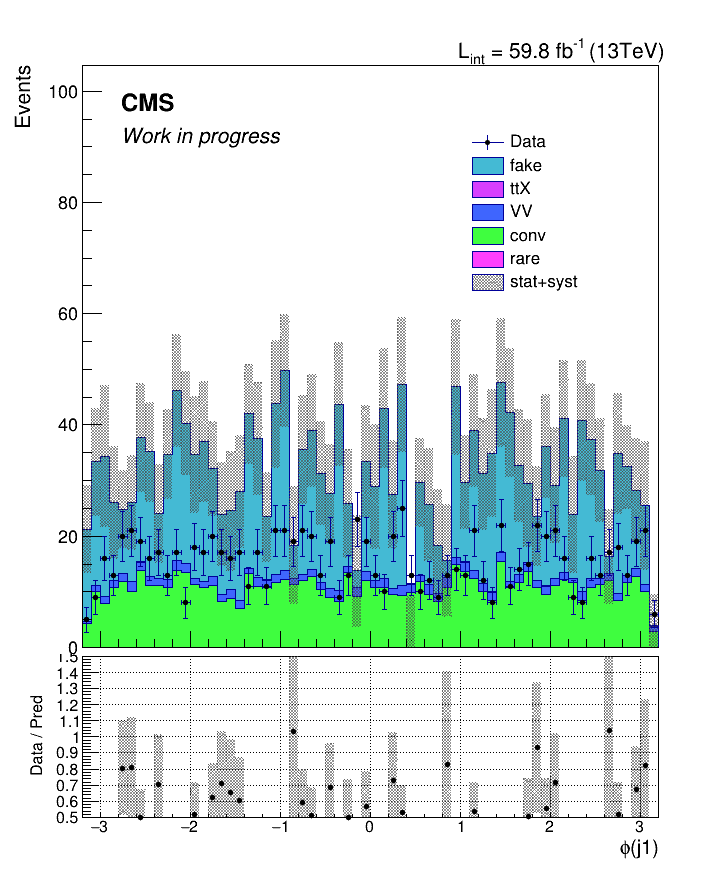 L_int = 59.8 fb^-1 (13TeV)
Events
100
80
60
40
20
0
CMS
Work in progress
Data
fake
ttX
VV
conv
rare
stat+syst
Data / Pred
1.5
1.4
1.3
1.2
1.1
1
0.9
0.8
0.7
0.6
0.5
−3 −2 −1 0 1 2 3
ϕ(j1)